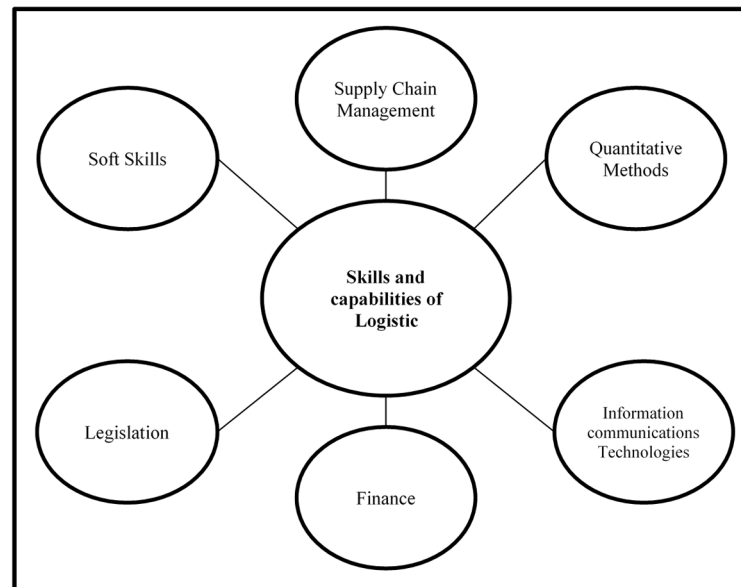 Supply Chain
Management
Soft Skills
Quantitative
Methods
Skills and
capabilities of
Logistic
Legislation
Information
communications
Technologies
Finance